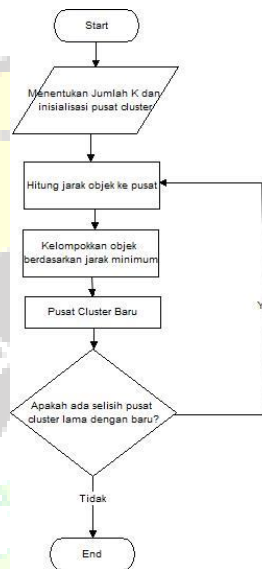 Start
Menentukan Jumlah K dan
inisialisasi pusat cluster
Hitung jarak objek ke pusat
Kelompokkan objek
berdasarkan jarak minimum
Pusat Cluster Baru
Apakah ada selisih pusat
cluster lama dengan baru?
Tidak
End